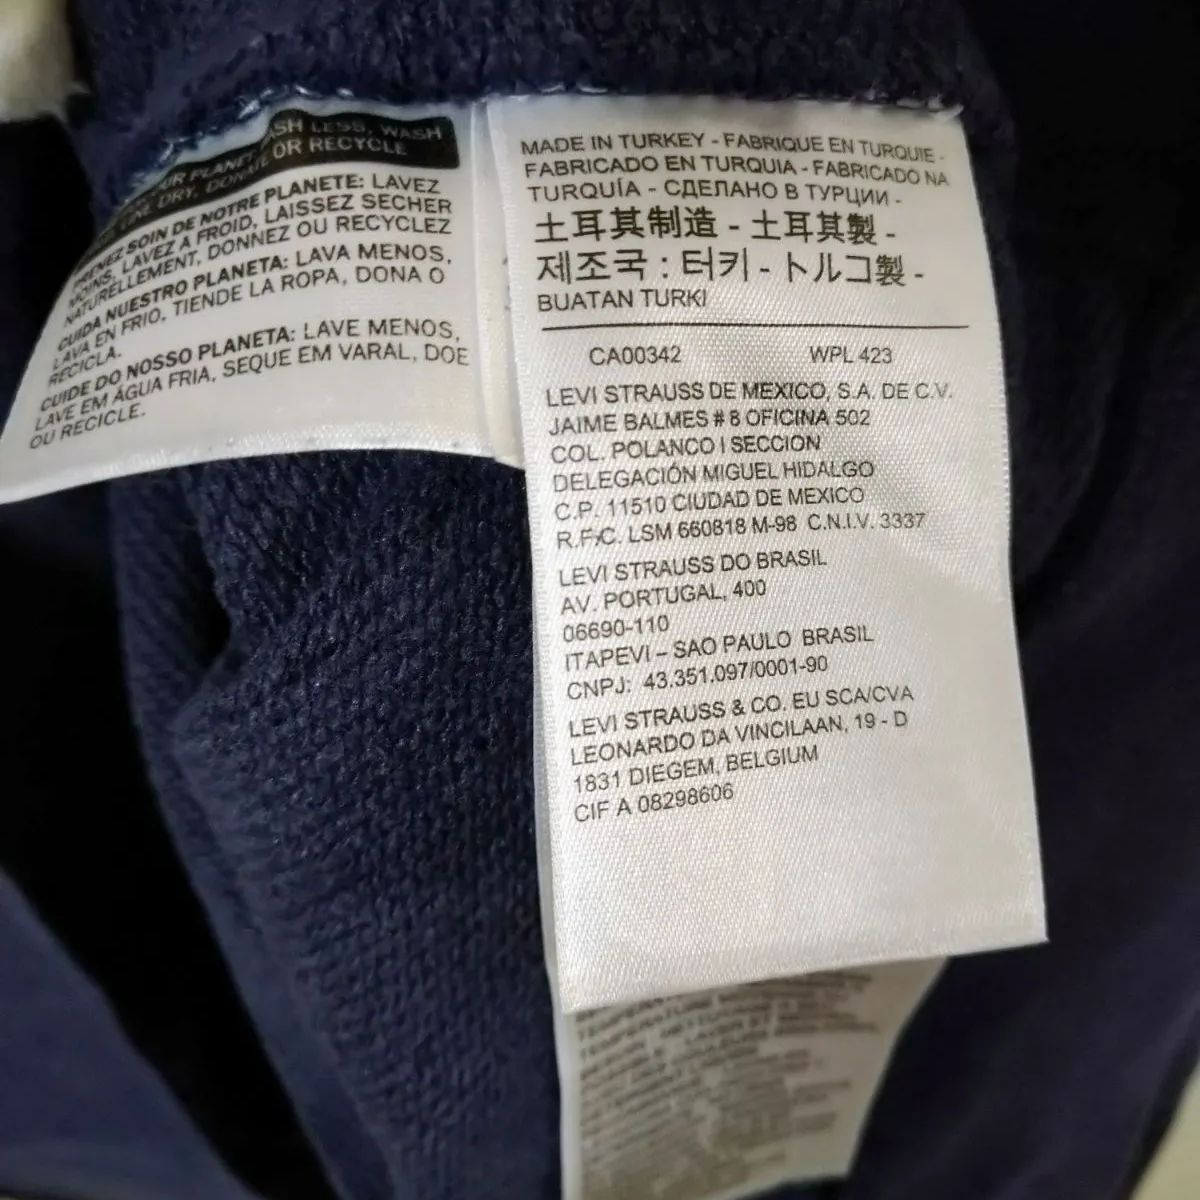 ASH LESS, WASH
OUR PLANET
OR RECYCLE
DRY, DONATE
PRENEZ SOIN DE NOTRE PLANETE: LAVEZ
MOINS, LAVEZ A FROID, LAISSEZ SECHER
NATURELLEMENT, DONNEZ OU RECYCLEZ
CUIDA NUESTRO PLANETA: LAVA MENOS,
LAVA EN FRIO, TIENDE LA ROPA, DONA O
RECICLA.
CUIDE DO NOSSO PLANETA: LAVE MENOS,
LAVE EM ÁGUA FRIA, SEQUE EM VARAL, DOE
OU RECICLE.
MADE IN TURKEY - FABRIQUE EN TURQUIE -
FABRICADO EN TURQUIA - FABRICADO NA
TURQUÍA - СДЕЛАНО В ТУРЦИИ -
土耳其制造 - 土耳其製 -
제조국 : 터키 - トルコ製 -
BUATAN TURKI
CA00342 WPL 423
LEVI STRAUSS DE MEXICO, S.A. DE C.V.
JAIME BALMES # 8 OFICINA 502
COL. POLANCO I SECCION
DELEGACIÓN MIGUEL HIDALGO
C.P. 11510 CIUDAD DE MEXICO
R.F.C. LSM 660818 M-98 C.N.I.V. 3337
LEVI STRAUSS DO BRASIL
AV. PORTUGAL, 400
06690-110
ITAPEVI – SAO PAULO BRASIL
CNPJ: 43.351.097/0001-90
LEVI STRAUSS & CO. EU SCA/CVA
LEONARDO DA VINCILAAN, 19 - D
1831 DIEGEM, BELGIUM
CIF A 08298606